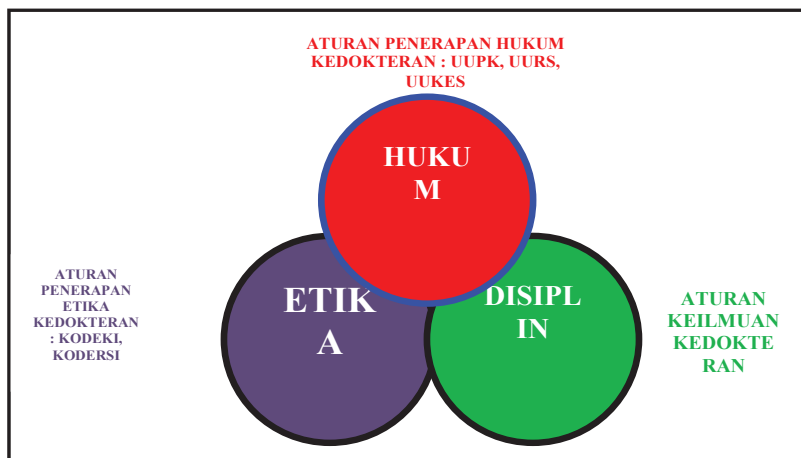 ATURAN PENERAPAN HUKUM
KEDOKTERAN : UUPK, UURS,
UUKES
HUKU
M
ATURAN
PENERAPAN
ETIKA
KEDOKTERAN
: KODEKI,
KODERSI
ETIK
A
DISIPL
IN
ATURAN
KEILMUAN
KEDOKTE
RAN